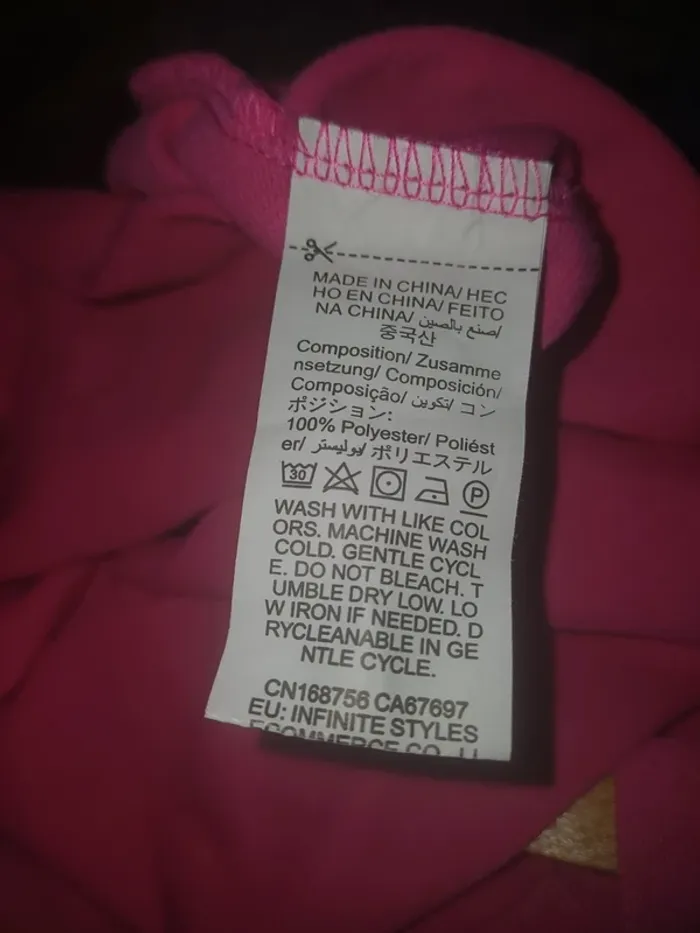 MADE IN CHINA/ HEC
HO EN CHINA/ FEITO
NA CHINA/ صنع بالصين/
중국산
Composition/ Zusamme
nsetzung/ Composición/
Composição/ تكوين/ コン
ポジション:
100% Polyester/ Poliést
er/ بوليستر/ ポリエステル
30
P
WASH WITH LIKE COL
ORS. MACHINE WASH
COLD. GENTLE CYCL
E. DO NOT BLEACH. T
UMBLE DRY LOW. LO
W IRON IF NEEDED. D
RYCLEANABLE IN GE
NTLE CYCLE.
CN168756 CA67697
EU: INFINITE STYLES
ECOMMERCE CO., LI